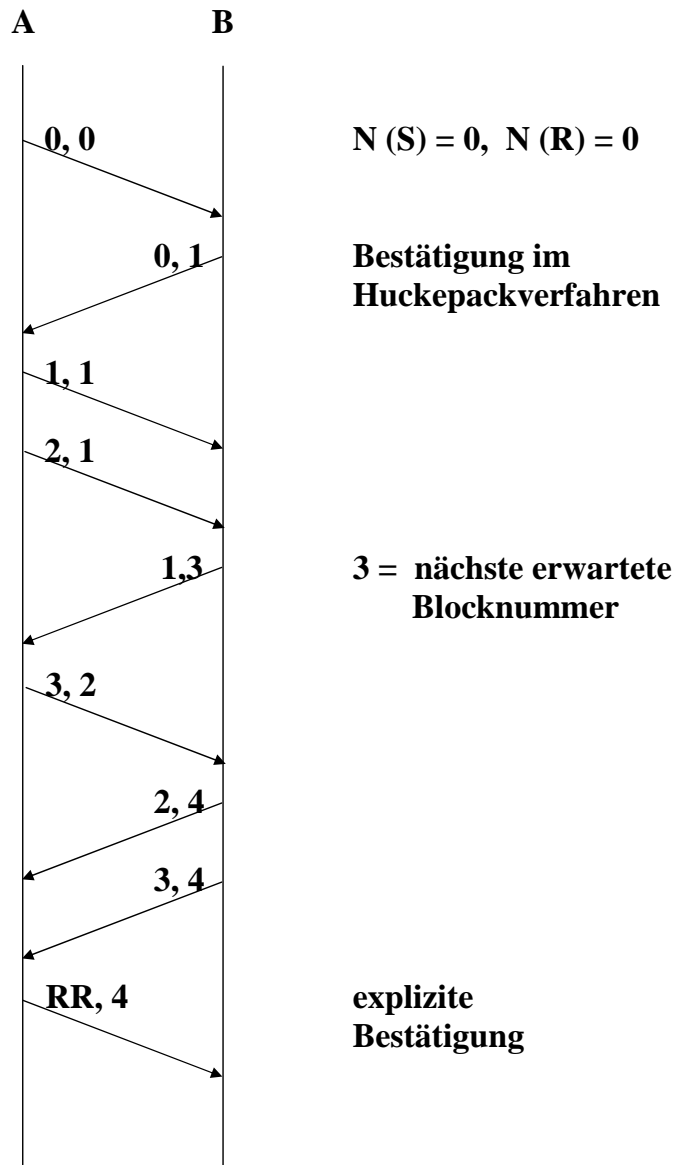 A B
0, 0 N (S) = 0, N (R) = 0
0, 1 Bestätigung im
Huckepackverfahren
1, 1
2, 1
1,3 3 = nächste erwartete
Blocknummer
3, 2
2, 4
3, 4
RR, 4 explizite
Bestätigung